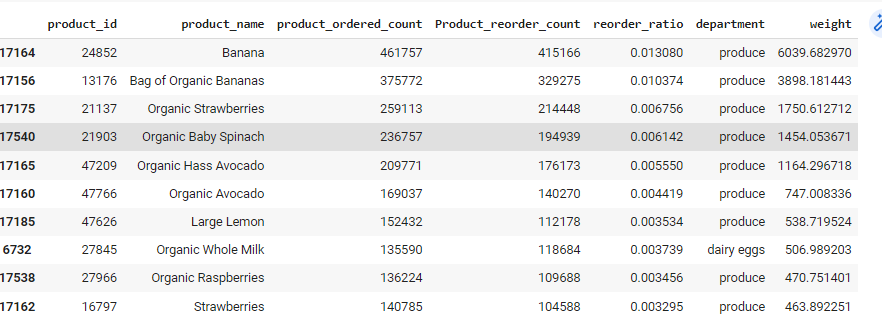 product_id product_name product_ordered_count Product_reorder_count reorder_ratio department weight
17164 24852 Banana 461757 415166 0.013080 produce 6039.682970
17156 13176 Bag of Organic Bananas 375772 329275 0.010374 produce 3898.181443
17175 21137 Organic Strawberries 259113 214448 0.006756 produce 1750.612712
17540 21903 Organic Baby Spinach 236757 194939 0.006142 produce 1454.053671
17165 47209 Organic Hass Avocado 209771 176173 0.005550 produce 1164.296718
17160 47766 Organic Avocado 169037 140270 0.004419 produce 747.008336
17185 47626 Large Lemon 152432 112178 0.003534 produce 538.719524
6732 27845 Organic Whole Milk 135590 118684 0.003739 dairy eggs 506.989203
17538 27966 Organic Raspberries 136224 109688 0.003456 produce 470.751401
17162 16797 Strawberries 140785 104588 0.003295 produce 463.892251